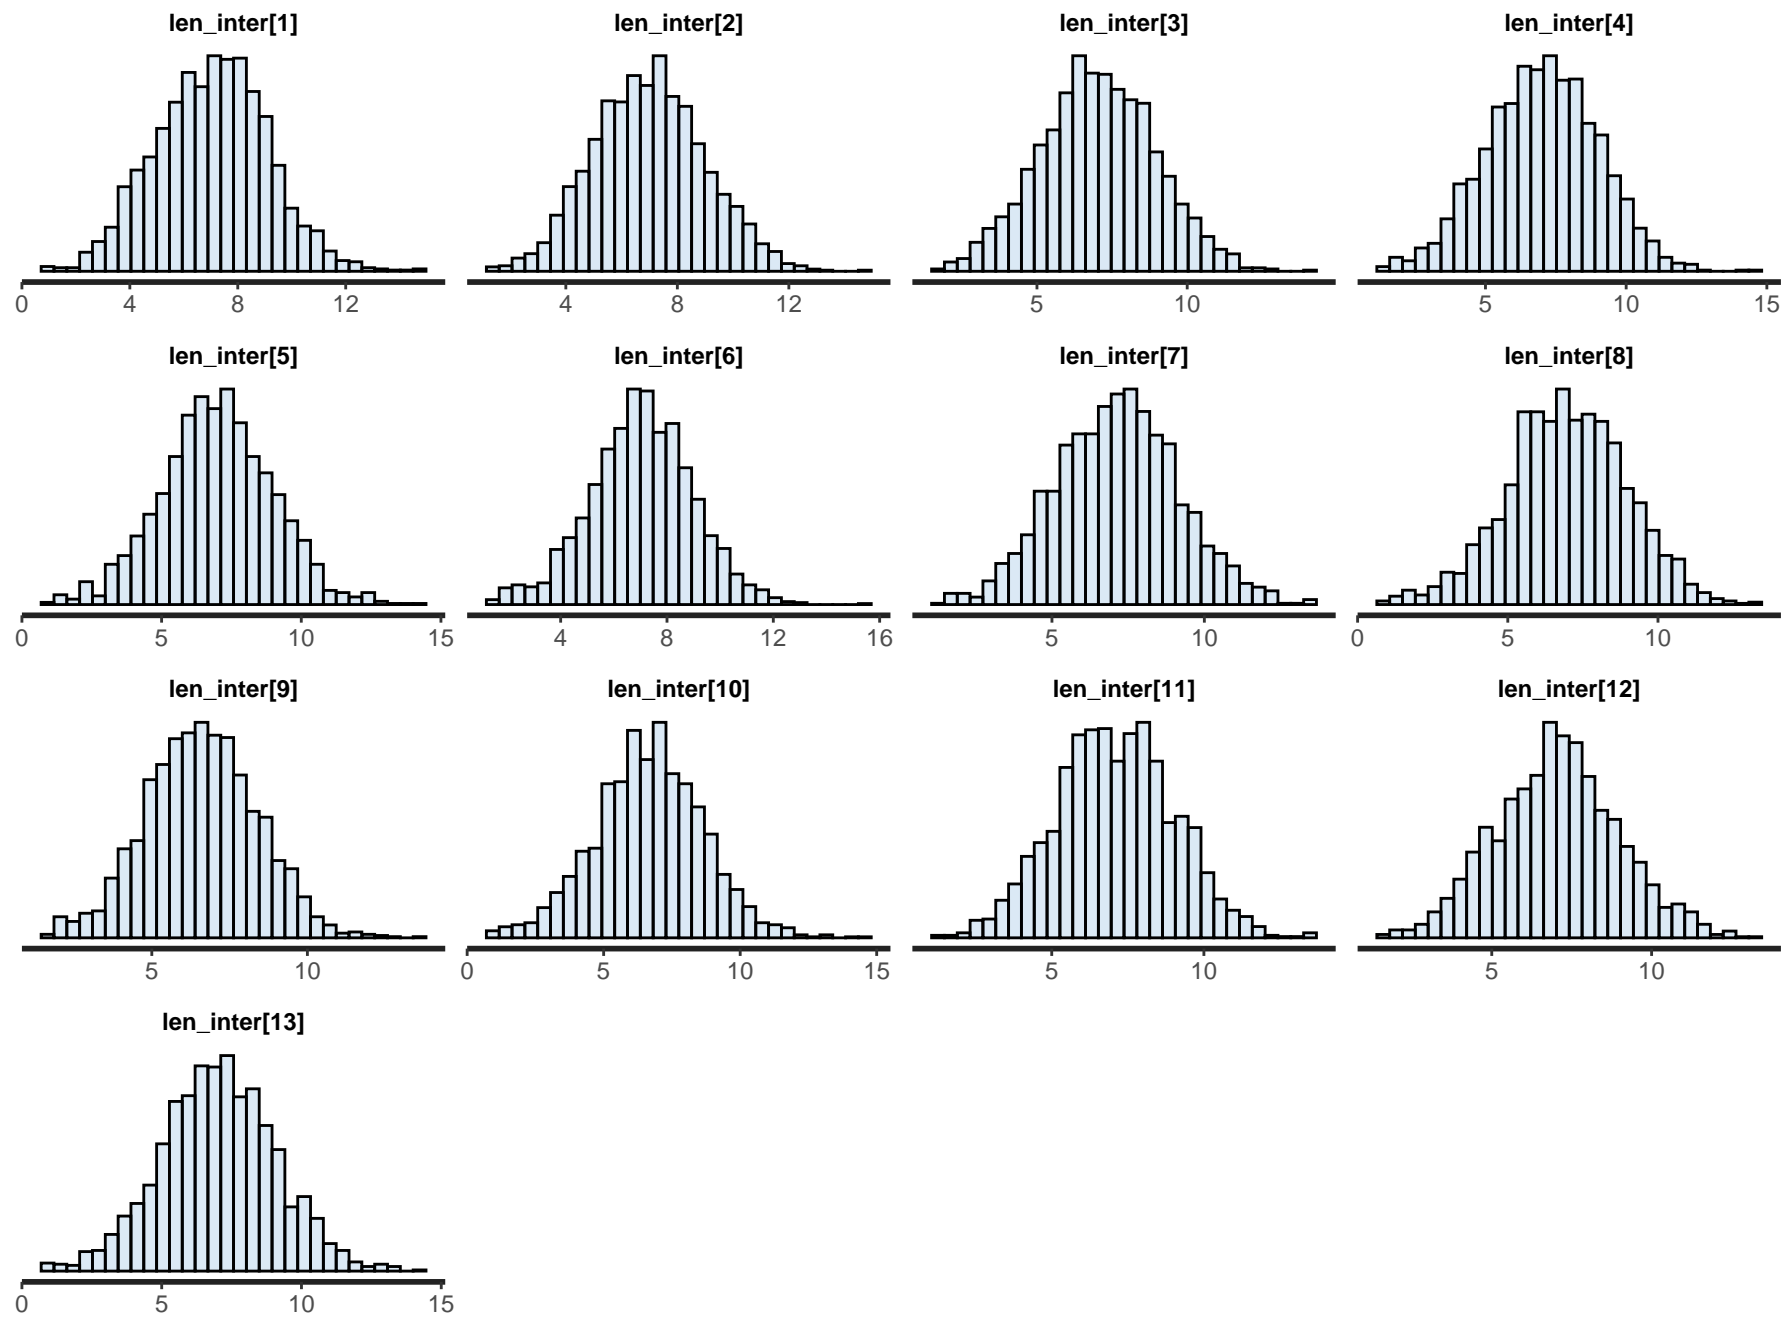 len_inter[1] len_inter[2] len_inter[3] len_inter[4]
0 4 8 12 4 8 12 5 10 5 10 15
len_inter[5] len_inter[6] len_inter[7] len_inter[8]
0 5 10 15 4 8 12 16 5 10 0 5 10
len_inter[9] len_inter[10] len_inter[11] len_inter[12]
5 10 0 5 10 15 5 10 5 10
len_inter[13]
0 5 10 15